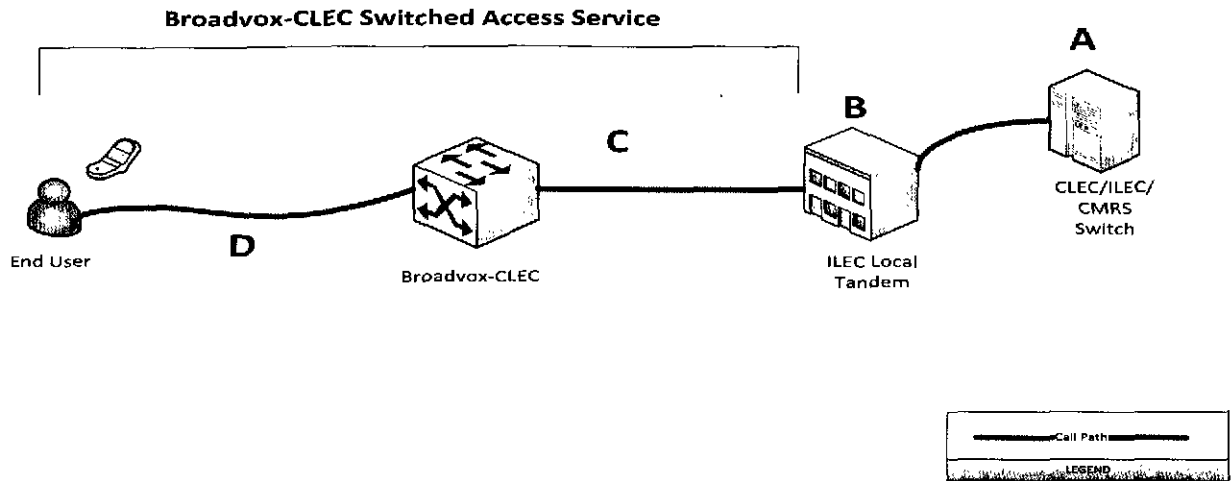 Broadvox-CLEC Switched Access Service
A
B
C
D
CLEC/ILEC/
CMRS
Switch
End User
Broadvox-CLEC
ILEC Local
Tandem
Call Path
LEGEND